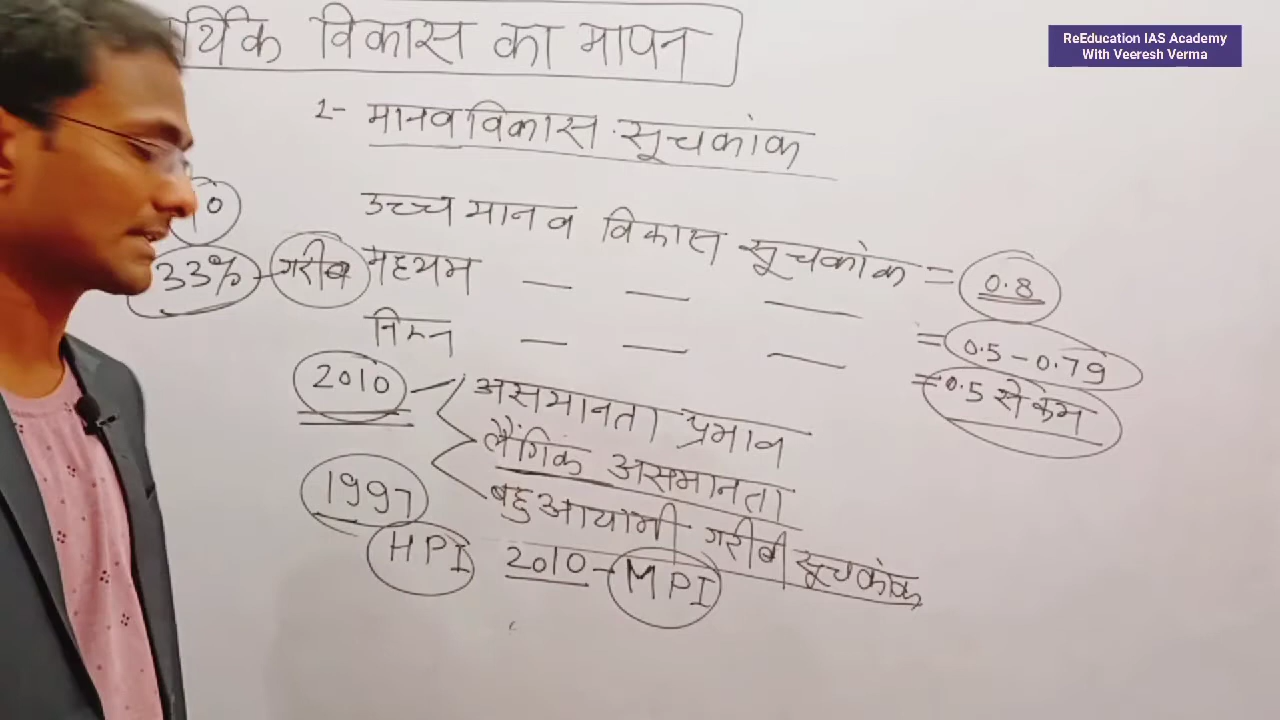 र्थिक विकास का मापन
ReEducation IAS Academy
With Veeresh Verma
2- मानव विकास सूचकांक
उच्च मानव विकास सूचकांक = 0.8
33% - गरीब
मध्यम — — — = 0.5 - 0.79
निम्न — — — = 0.5 से कम
2010
असमानता प्रभाव
लैंगिक असमानता
बहुआयामी गरीबी सूचकांक
1997
HPI 2010 - MPI